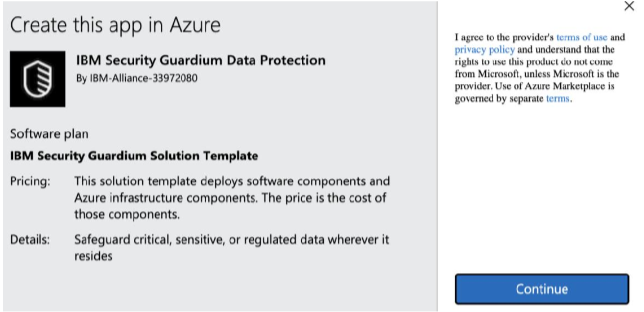 Create this app in Azure
IBM Security Guardium Data Protection
By IBM-Alliance-33972080
Software plan
IBM Security Guardium Solution Template
Pricing: This solution template deploys software components and
Azure infrastructure components. The price is the cost of
those components.
Details: Safeguard critical, sensitive, or regulated data wherever it
resides
I agree to the provider's terms of use and
privacy policy and understand that the
rights to use this product do not come
from Microsoft, unless Microsoft is the
provider. Use of Azure Marketplace is
governed by separate terms.
Continue